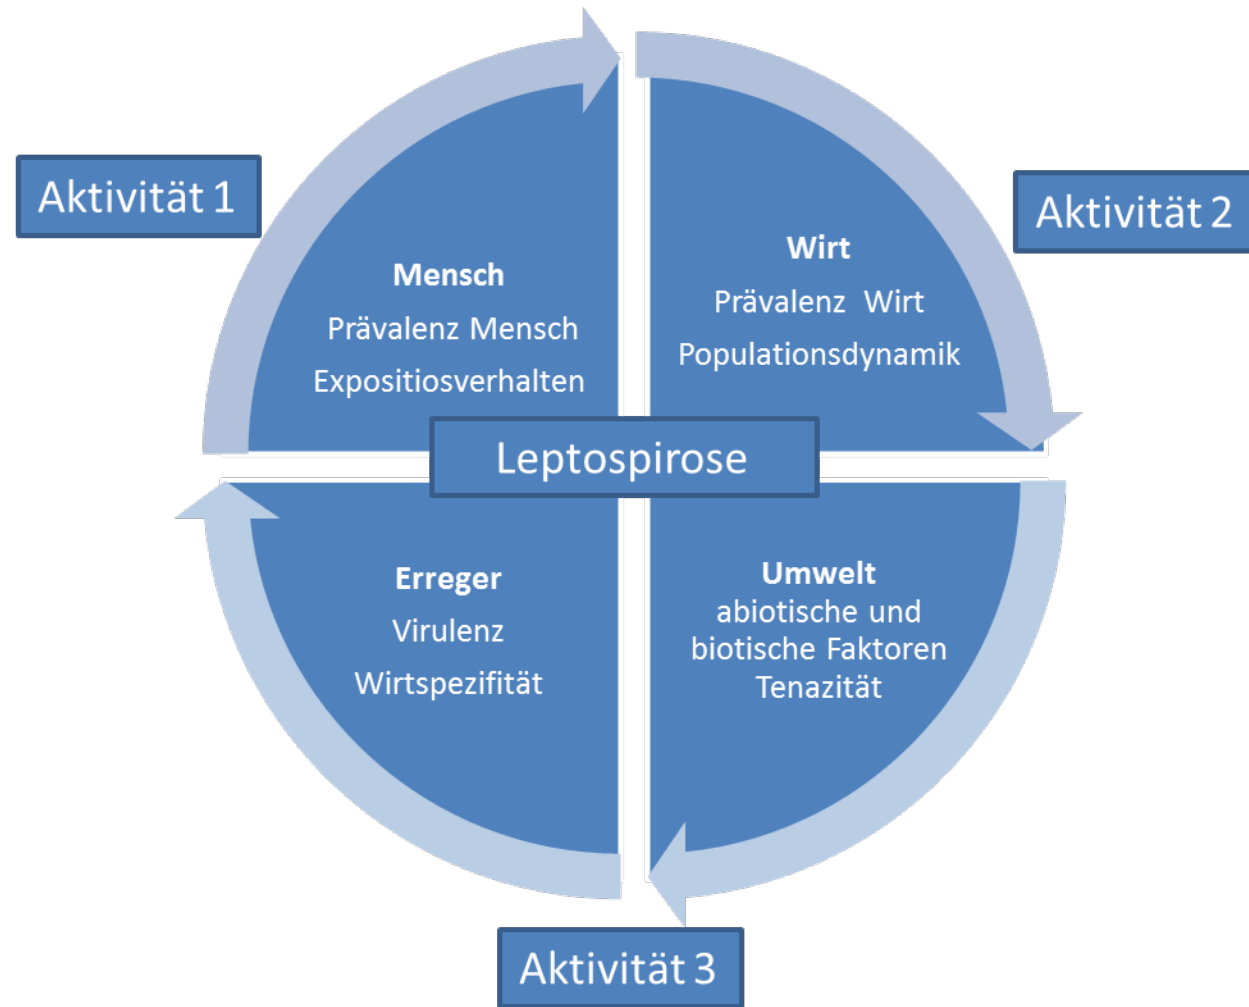 Aktivität 1
Mensch
Prävalenz Mensch
Expositiosverhalten
Aktivität 2
Wirt
Prävalenz Wirt
Populationsdynamik
Leptospirose
Erreger
Virulenz
Wirtspezifität
Umwelt
abiotische und
biotische Faktoren
Tenazität
Aktivität 3